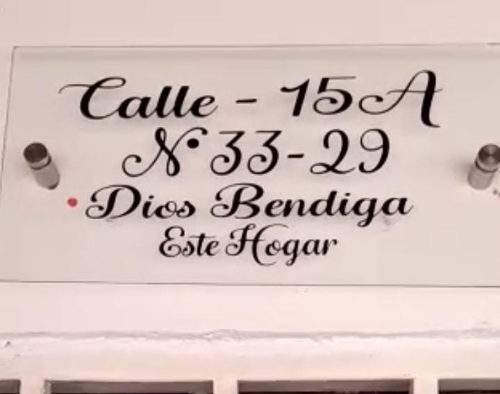 Calle - 15A
N° 33-29
Dios Bendiga
Este Hogar